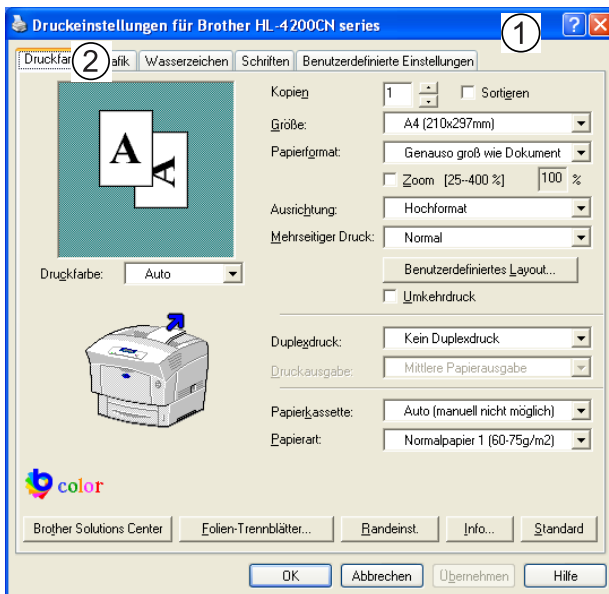 Druckeinstellungen für Brother HL-4200CN series
1
?
X
2
Wasserzeichen
Schriften
Benutzerdefinierte Einstellungen
A
A
Kopien
1
Sortieren
Größe:
A4 (210x297mm)
Papierformat:
Genauso groß wie Dokument
Zoom [25--400 %]
100 %
Ausrichtung:
Hochformat
Mehrseitiger Druck:
Normal
Druckfarbe:
Auto
Benutzerdefiniertes Layout...
Umkehrdruck
Duplexdruck:
Kein Duplexdruck
Druckausgabe:
Mittlere Papierausgabe
Papierkassette:
Auto (manuell nicht möglich)
Papierart:
Normalpapier 1 (60-75g/m2)
b color
Brother Solutions Center
Folien-Trennblätter...
Randeinst.
Info...
Standard
OK
Abbrechen
Übernehmen
Hilfe